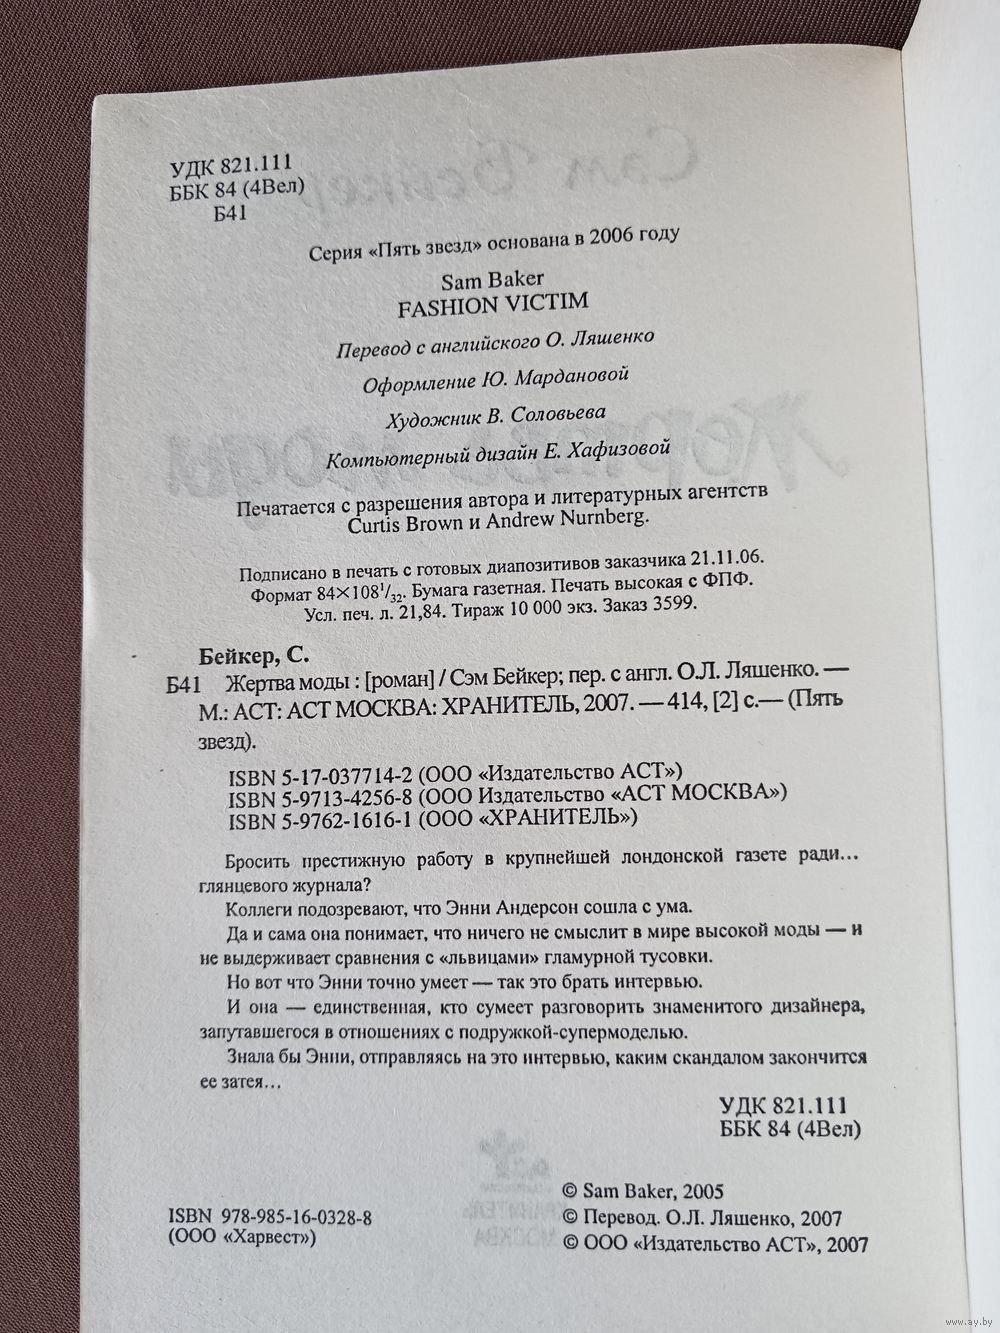 УДК 821.111
ББК 84 (4Вел)
Б41
Серия «Пять звезд» основана в 2006 году
Sam Baker
FASHION VICTIM
Перевод с английского О. Ляшенко
Оформление Ю. Мардановой
Художник В. Соловьева
Компьютерный дизайн Е. Хафизовой
Печатается с разрешения автора и литературных агентств
Curtis Brown и Andrew Nurnberg.
Подписано в печать с готовых диапозитивов заказчика 21.11.06.
Формат 84×108¹/₃₂. Бумага газетная. Печать высокая с ФПФ.
Усл. печ. л. 21,84. Тираж 10 000 экз. Заказ 3599.
Бейкер, С.
Б41 Жертва моды : [роман] / Сэм Бейкер; пер. с англ. О.Л. Ляшенко. —
М.: АСТ: АСТ МОСКВА: ХРАНИТЕЛЬ, 2007. — 414, [2] с.— (Пять
звезд).
ISBN 5-17-037714-2 (ООО «Издательство АСТ»)
ISBN 5-9713-4256-8 (ООО Издательство «АСТ МОСКВА»)
ISBN 5-9762-1616-1 (ООО «ХРАНИТЕЛЬ»)
Бросить престижную работу в крупнейшей лондонской газете ради...
глянцевого журнала?
Коллеги подозревают, что Энни Андерсон сошла с ума.
Да и сама она понимает, что ничего не смыслит в мире высокой моды — и
не выдерживает сравнения с «львицами» гламурной тусовки.
Но вот что Энни точно умеет — так это брать интервью.
И она — единственная, кто сумеет разговорить знаменитого дизайнера,
запутавшегося в отношениях с подружкой-супермоделью.
Знала бы Энни, отправляясь на это интервью, каким скандалом закончится
ее затея...
УДК 821.111
ББК 84 (4Вел)
© Sam Baker, 2005
ISBN 978-985-16-0328-8
© Перевод. О.Л. Ляшенко, 2007
(ООО «Харвест»)
© ООО «Издательство АСТ», 2007
www.ay.by